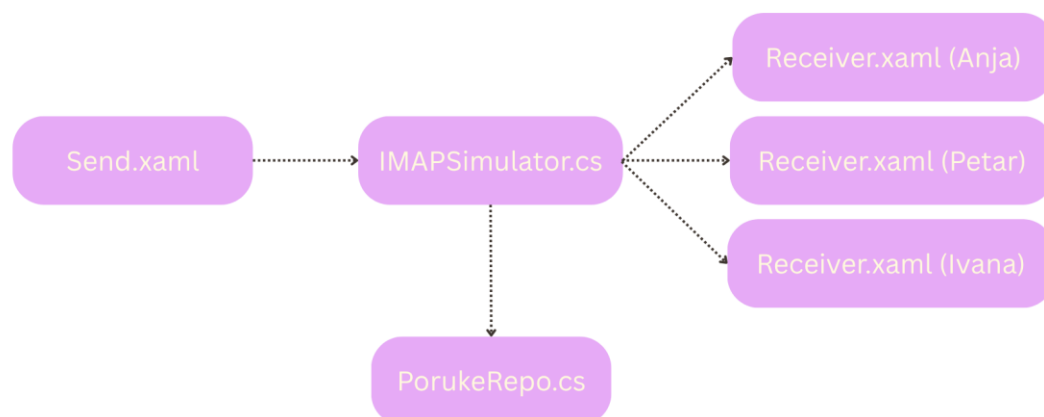 Receiver.xaml (Anja)
Send.xaml
IMAPSimulator.cs
Receiver.xaml (Petar)
Receiver.xaml (Ivana)
PorukeRepo.cs